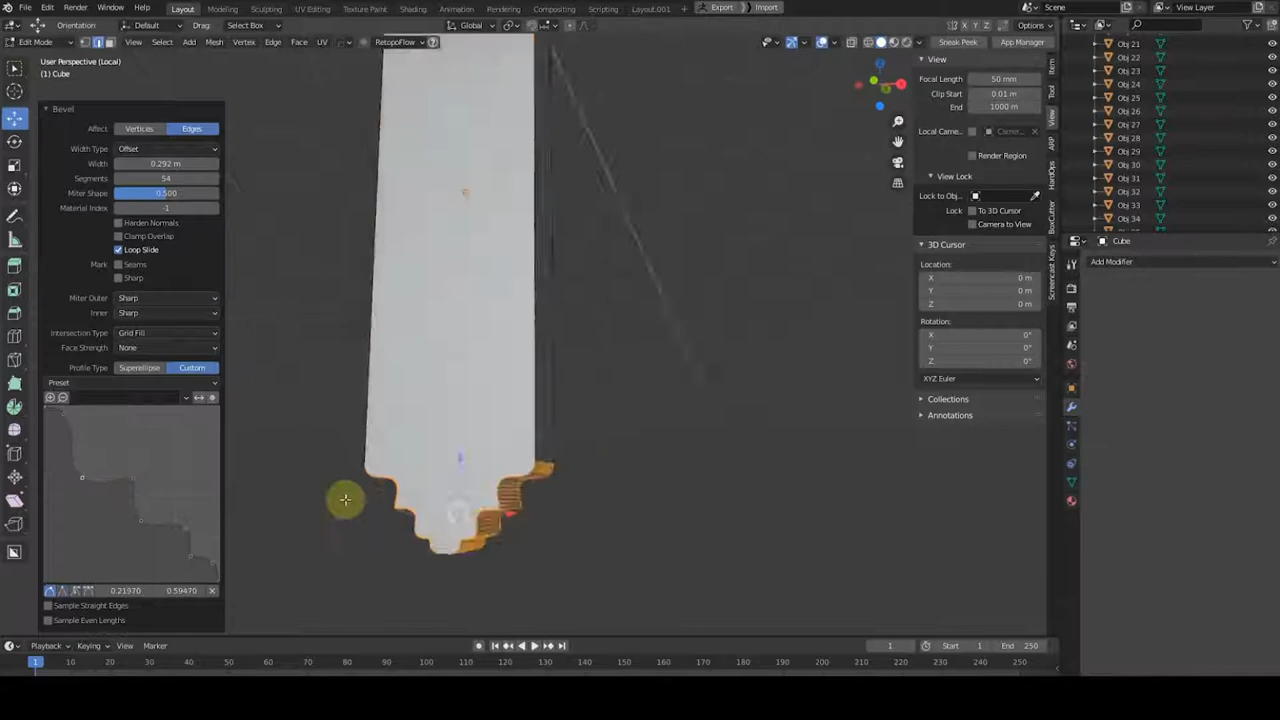 File Edit Render Window Help Layout Modeling Sculpting UV Editing Texture Paint Shading Animation Rendering Compositing Scripting Layout.001 Export Import Scene View Layer
Orientation: Default Drag: Select Box Global X Y Z Options
Edit Mode View Select Add Mesh Vertex Edge Face UV RetopoFlow ? Sneak Peek App Manager
User Perspective (Local)
(1) Cube
Bevel
Affect Vertices Edges
Width Type Offset
Width 0.292 m
Segments 54
Miter Shape 0.500
Material Index -1
Harden Normals
Clamp Overlap
Loop Slide
Mark Seams
Sharp
Miter Outer Sharp
Inner Sharp
Intersection Type Grid Fill
Face Strength None
Profile Type Superellipse Custom
Preset
0.21970 0.59470
Sample Straight Edges
Sample Even Lengths
View
Focal Length 50 mm
Clip Start 0.01 m
End 1000 m
Local Came..
Render Region
View Lock
Lock to Obj..
Lock To 3D Cursor
Camera to View
3D Cursor
Location:
X 0 m
Y 0 m
Z 0 m
Rotation:
X 0°
Y 0°
Z 0°
XYZ Euler
Collections
Annotations
Item
Tool
View
ARP
HardOps
BoxCutter
Screencast Keys
Obj 21
Obj 22
Obj 23
Obj 24
Obj 25
Obj 26
Obj 27
Obj 28
Obj 29
Obj 30
Obj 31
Obj 32
Obj 33
Obj 34
Cube
Add Modifier
Playback Keying View Marker 1 Start 1 End 250
1 10 20 30 40 50 60 70 80 90 100 110 120 130 140 150 160 170 180 190 200 210 220 230 240 250